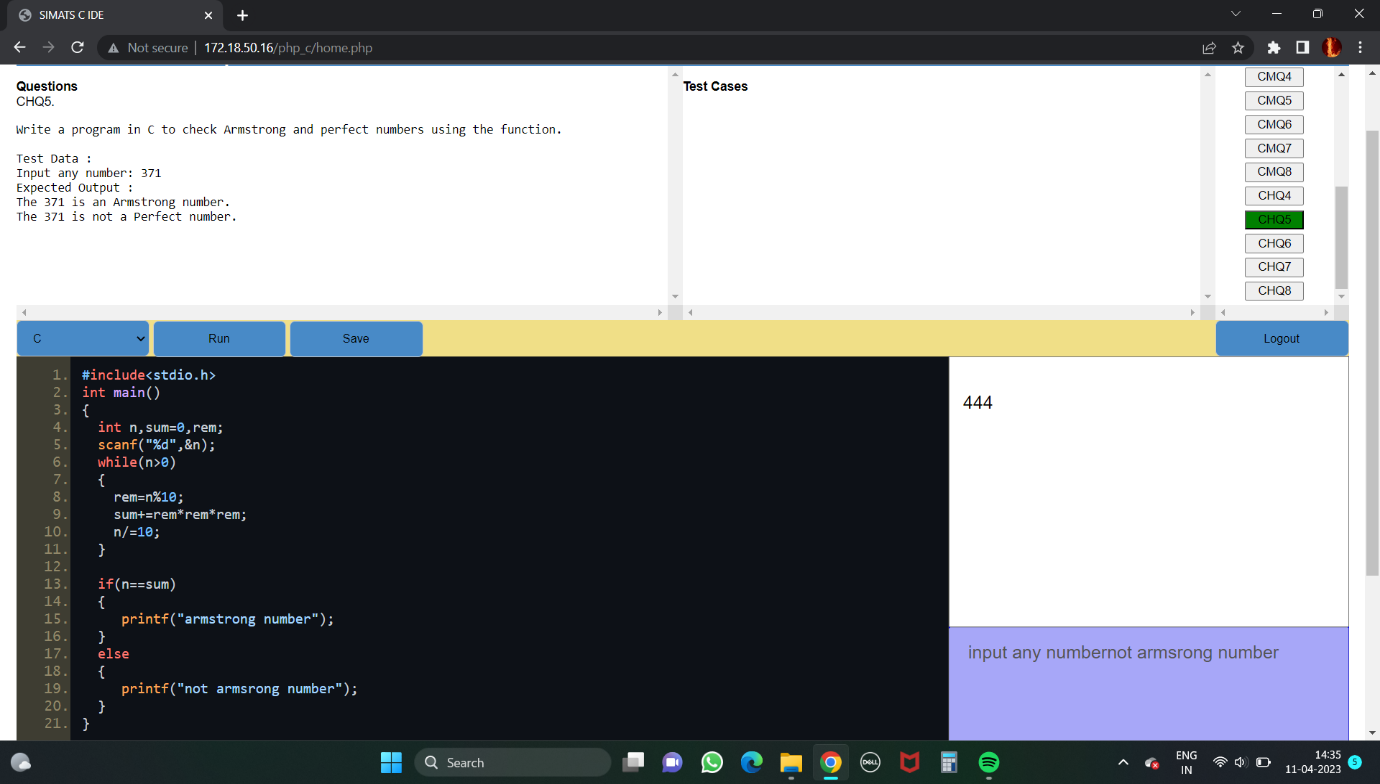 SIMATS C IDE
Not secure
172.18.50.16/php_c/home.php
Questions
CHQ5.
Write a program in C to check Armstrong and perfect numbers using the function.
Test Data :
Input any number: 371
Expected Output :
The 371 is an Armstrong number.
The 371 is not a Perfect number.
Test Cases
CMQ4
CMQ5
CMQ6
CMQ7
CMQ8
CHQ4
CHQ5
CHQ6
CHQ7
CHQ8
C
Run
Save
Logout
1. #include<stdio.h>
2. int main()
3. {
4. int n,sum=0,rem;
5. scanf("%d",&n);
6. while(n>0)
7. {
8. rem=n%10;
9. sum+=rem*rem*rem;
10. n/=10;
11. }
12.
13. if(n==sum)
14. {
15. printf("armstrong number");
16. }
17. else
18. {
19. printf("not armsrong number");
20. }
21. }
444
input any numbernot armsrong number
Search
DELL
ENG
IN
14:35
11-04-2023
5